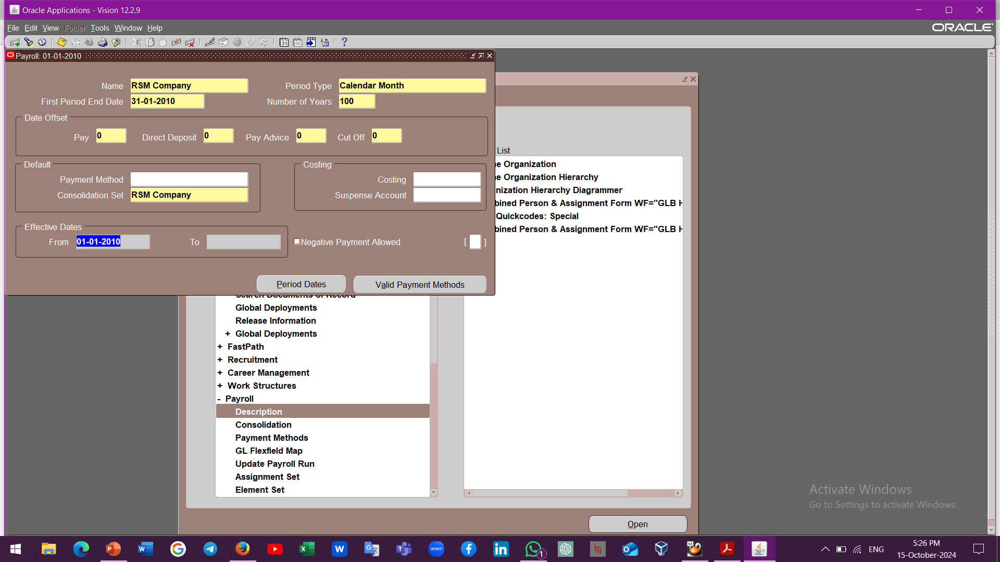 Oracle Applications - Vision 12.2.9
File Edit View Folder Tools Window Help
ORACLE
Payroll: 01-01-2010
Name RSM Company Period Type Calendar Month
First Period End Date 31-01-2010 Number of Years 100
Date Offset
Pay 0 Direct Deposit 0 Pay Advice 0 Cut Off 0
Default
Payment Method
Consolidation Set RSM Company
Costing
Costing
Suspense Account
Effective Dates
From 01-01-2010 To
Negative Payment Allowed [ ]
Period Dates Valid Payment Methods
List
e Organization
e Organization Hierarchy
nization Hierarchy Diagrammer
bined Person & Assignment Form WF="GLB H
Quickcodes: Special
bined Person & Assignment Form WF="GLB H
Search Documents of Record
Global Deployments
Release Information
+ Global Deployments
+ FastPath
+ Recruitment
+ Career Management
+ Work Structures
- Payroll
Description
Consolidation
Payment Methods
GL Flexfield Map
Update Payroll Run
Assignment Set
Element Set
Open
Activate Windows
Go to Settings to activate Windows.
zoom
1
64
ENG
5:26 PM
15-October-2024